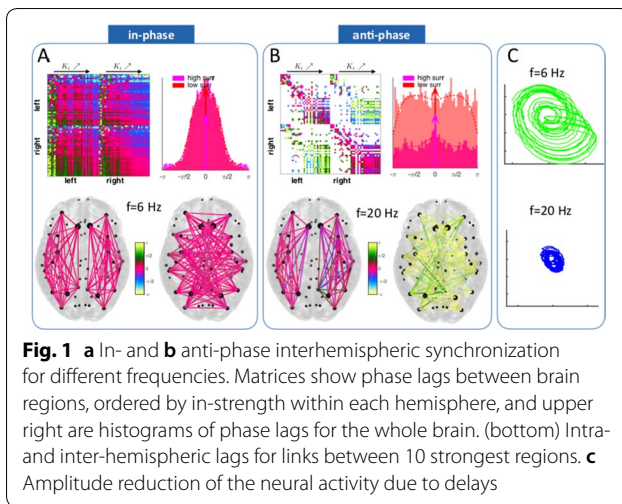 in-phase
anti-phase
A
B
C
K_i ↗
K_i ↗
K_i ↗
K_i ↗
high surr
low surr
high surr
low surr
f=6 Hz
left
right
left
right
-π
-π/2
0
π/2
π
-π
-π/2
0
π/2
π
left
right
left
right
f=6 Hz
f=20 Hz
f=20 Hz
Fig. 1 a In- and b anti-phase interhemispheric synchronization
for different frequencies. Matrices show phase lags between brain
regions, ordered by in-strength within each hemisphere, and upper
right are histograms of phase lags for the whole brain. (bottom) Intra-
and inter-hemispheric lags for links between 10 strongest regions. c
Amplitude reduction of the neural activity due to delays